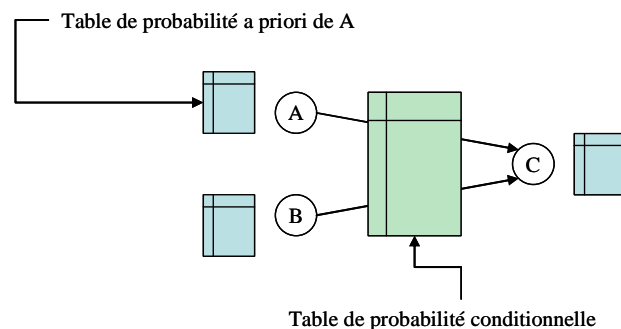 Table de probabilité a priori de A
A
C
B
Table de probabilité conditionnelle